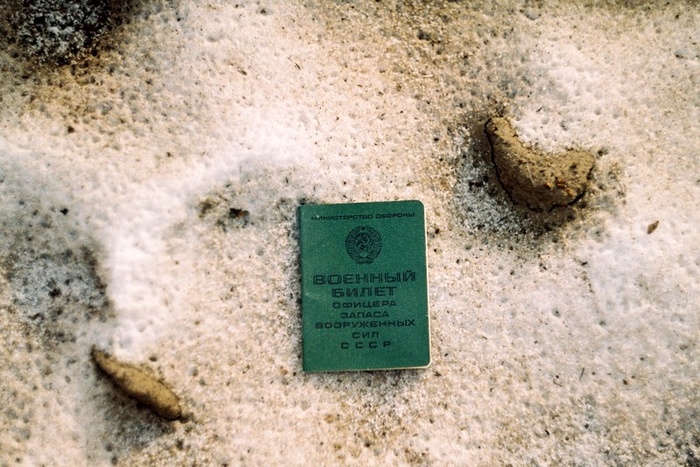 МИНИСТЕРСТВО ОБОРОНЫ
ВОЕННЫЙ
БИЛЕТ
ОФИЦЕРА
ЗАПАСА
ВООРУЖЕННЫХ
СИЛ
СССР